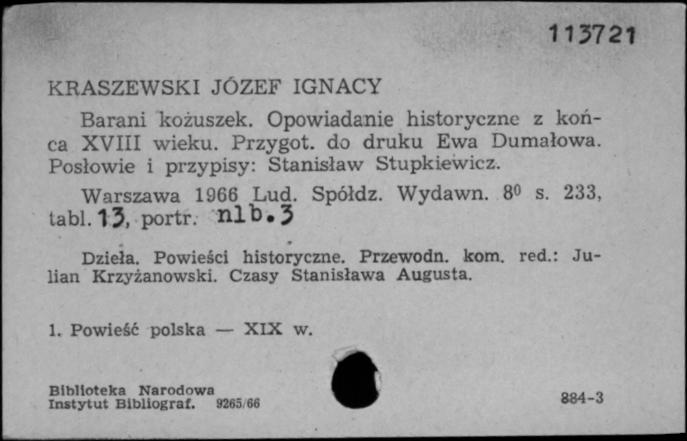 113721
KRASZEWSKI JÓZEF IGNACY
Barani kożuszek. Opowiadanie historyczne z koń-
ca XVIII wieku. Przygot. do druku Ewa Dumałowa.
Posłowie i przypisy: Stanisław Stupkiewicz.
Warszawa 1966 Lud. Spółdz. Wydawn. 8⁰ s. 233,
tabl. 13, portr. nlb. 3
Dzieła. Powieści historyczne. Przewodn. kom. red.: Ju-
lian Krzyżanowski. Czasy Stanisława Augusta.
1. Powieść polska — XIX w.
Biblioteka Narodowa
Instytut Bibliograf. 9265/66
884-3